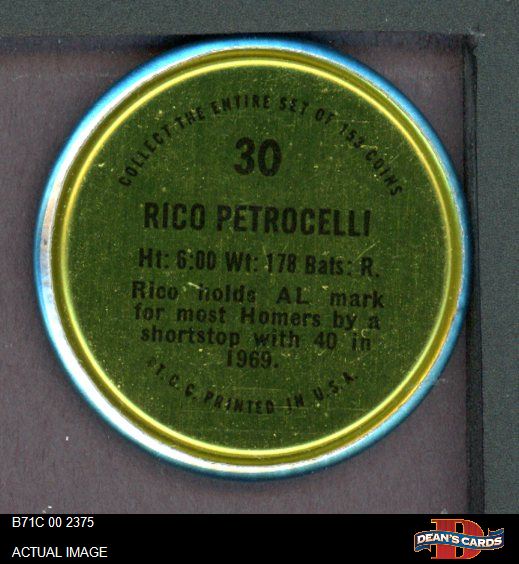 COLLECT THE ENTIRE SET OF 153 COINS
30
RICO PETROCELLI
Ht: 6:00 Wt: 178 Bats: R.
Rico holds AL mark
for most Homers by a
shortstop with 40 in
1969.
©T.C.G. PRINTED IN U.S.A.
B71C 00 2375
ACTUAL IMAGE
D
DEAN'S CARDS